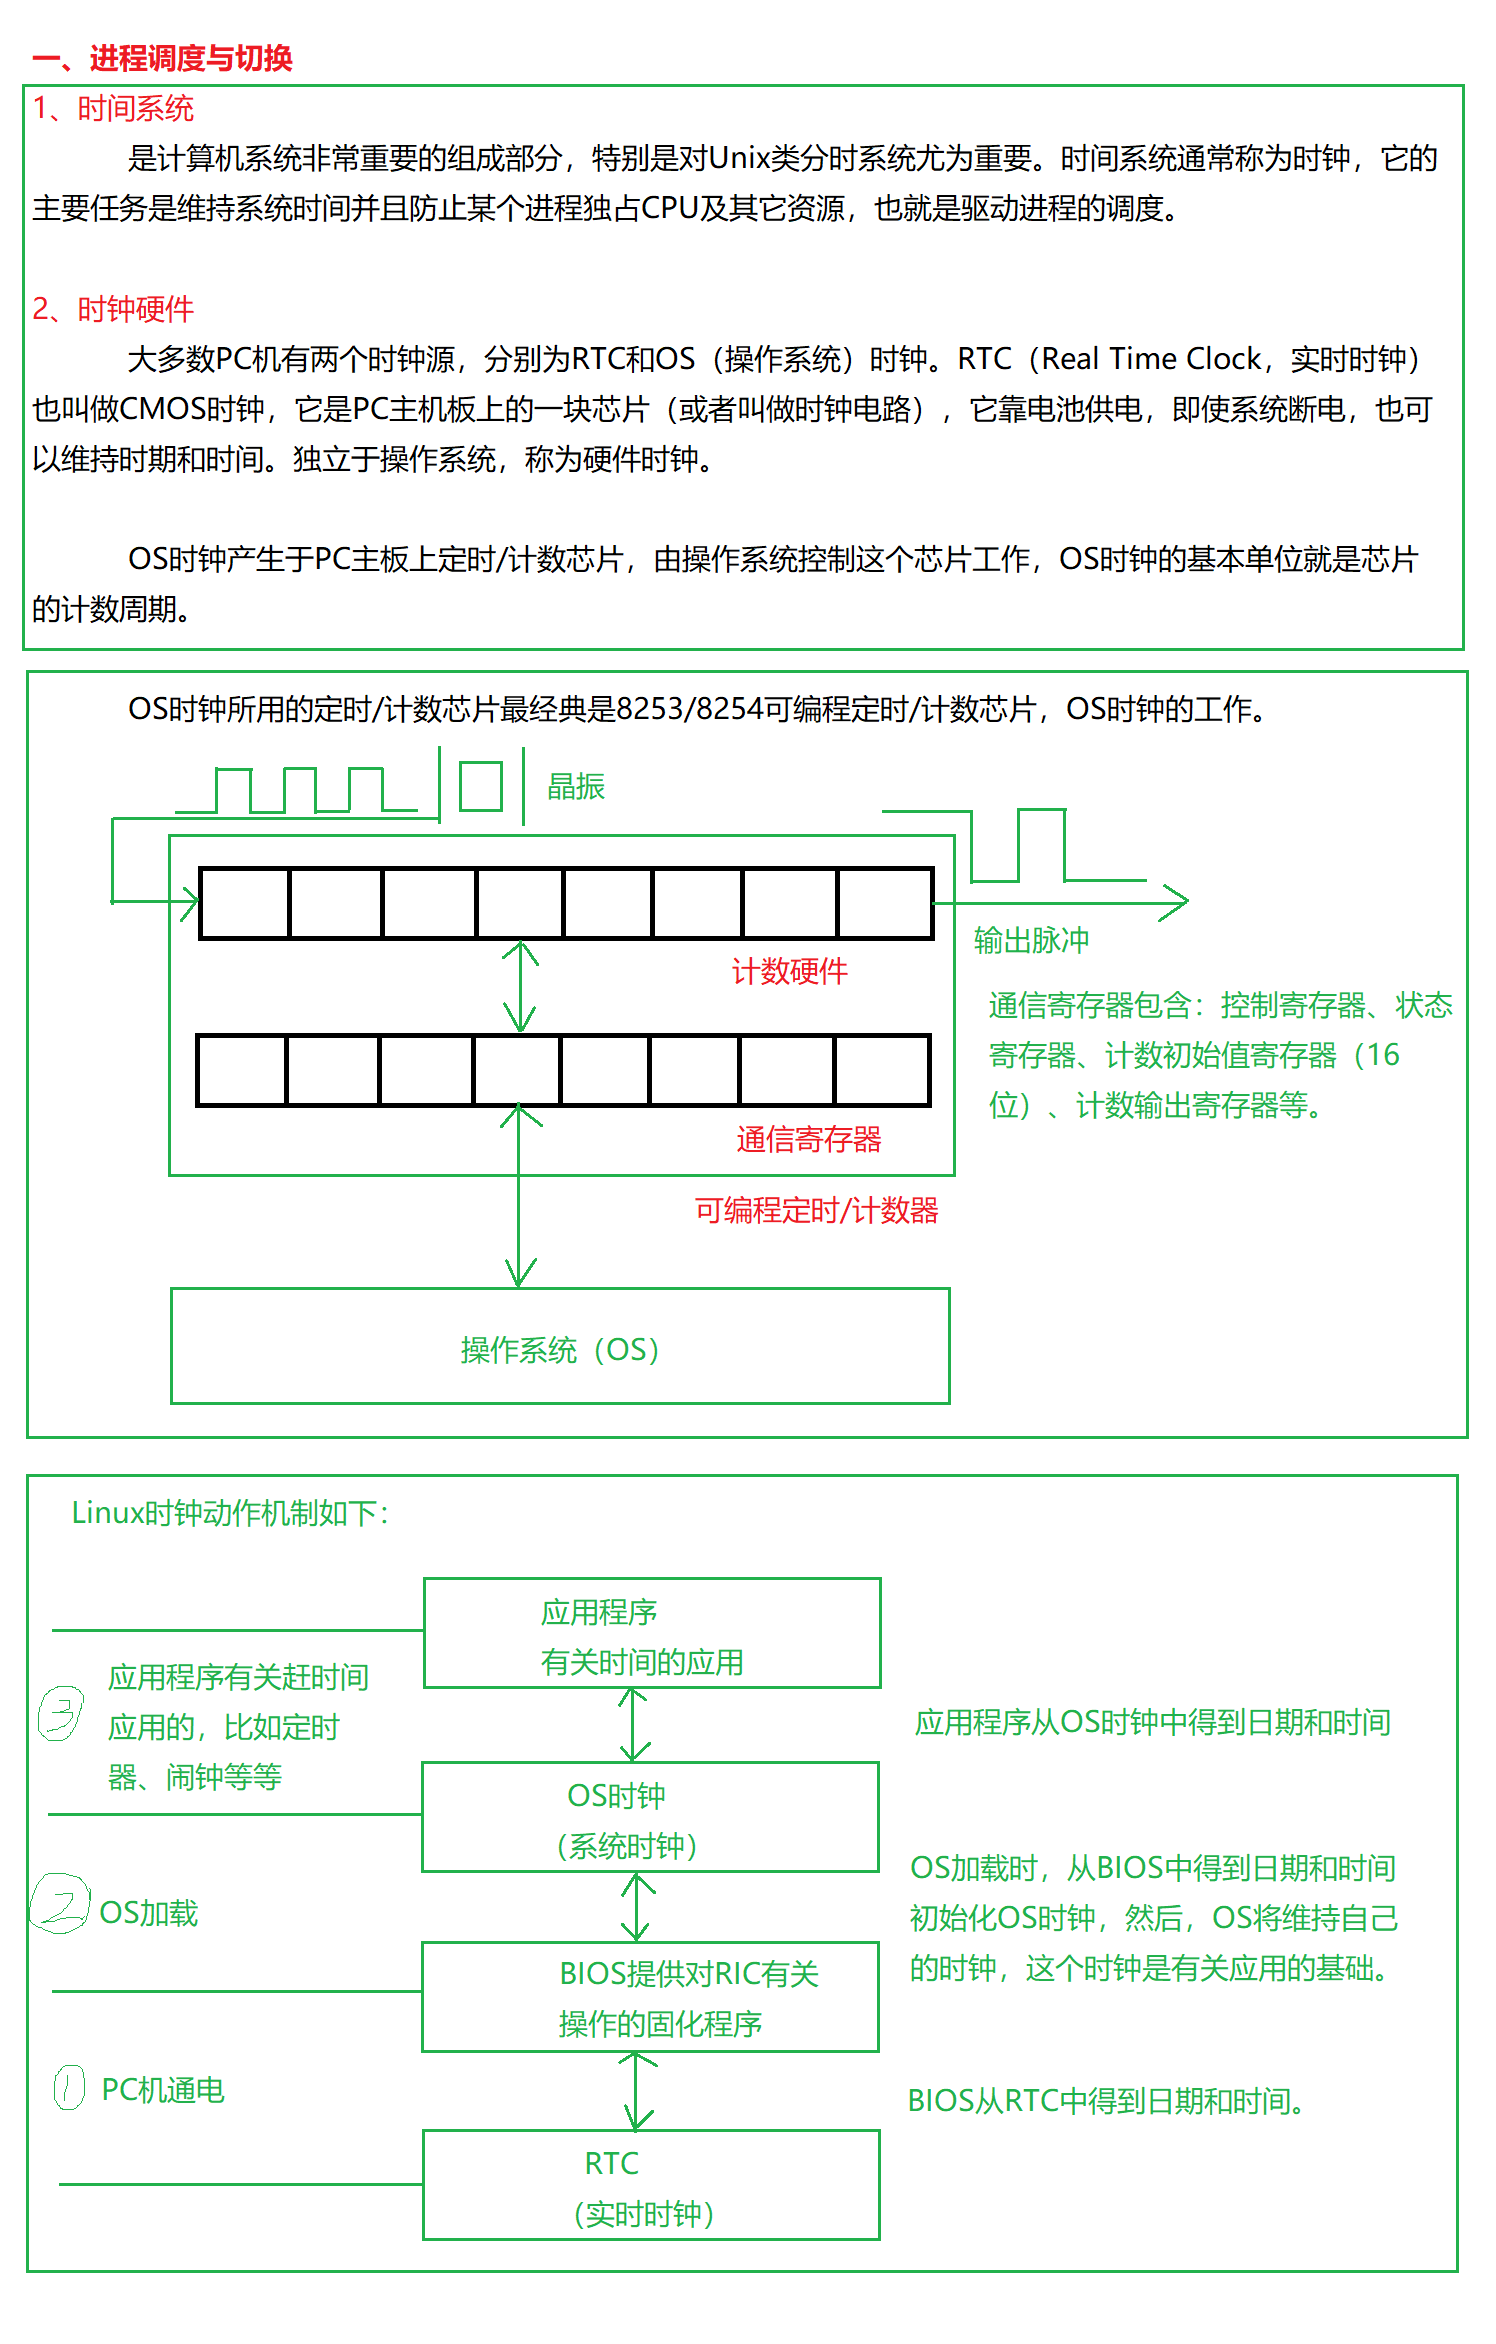 一、进程调度与切换
1、时间系统
是计算机系统非常重要的组成部分，特别是对Unix类分时系统尤为重要。时间系统通常称为时钟，它的
主要任务是维持系统时间并且防止某个进程独占CPU及其它资源，也就是驱动进程的调度。
2、时钟硬件
大多数PC机有两个时钟源，分别为RTC和OS（操作系统）时钟。RTC（Real Time Clock，实时时钟）
也叫做CMOS时钟，它是PC主机板上的一块芯片（或者叫做时钟电路），它靠电池供电，即使系统断电，也可
以维持时期和时间。独立于操作系统，称为硬件时钟。
OS时钟产生于PC主板上定时/计数芯片，由操作系统控制这个芯片工作，OS时钟的基本单位就是芯片
的计数周期。
OS时钟所用的定时/计数芯片最经典是8253/8254可编程定时/计数芯片，OS时钟的工作。
晶振
输出脉冲
计数硬件
通信寄存器包含：控制寄存器、状态
寄存器、计数初始值寄存器（16
位）、计数输出寄存器等。
通信寄存器
可编程定时/计数器
操作系统（OS）
Linux时钟动作机制如下：
应用程序
有关时间的应用
③
应用程序有关赶时间
应用的，比如定时
器、闹钟等等
应用程序从OS时钟中得到日期和时间
OS时钟
（系统时钟）
② OS加载
OS加载时，从BIOS中得到日期和时间
初始化OS时钟，然后，OS将维持自己
的时钟，这个时钟是有关应用的基础。
BIOS提供对RIC有关
操作的固化程序
① PC机通电
BIOS从RTC中得到日期和时间。
RTC
（实时时钟）